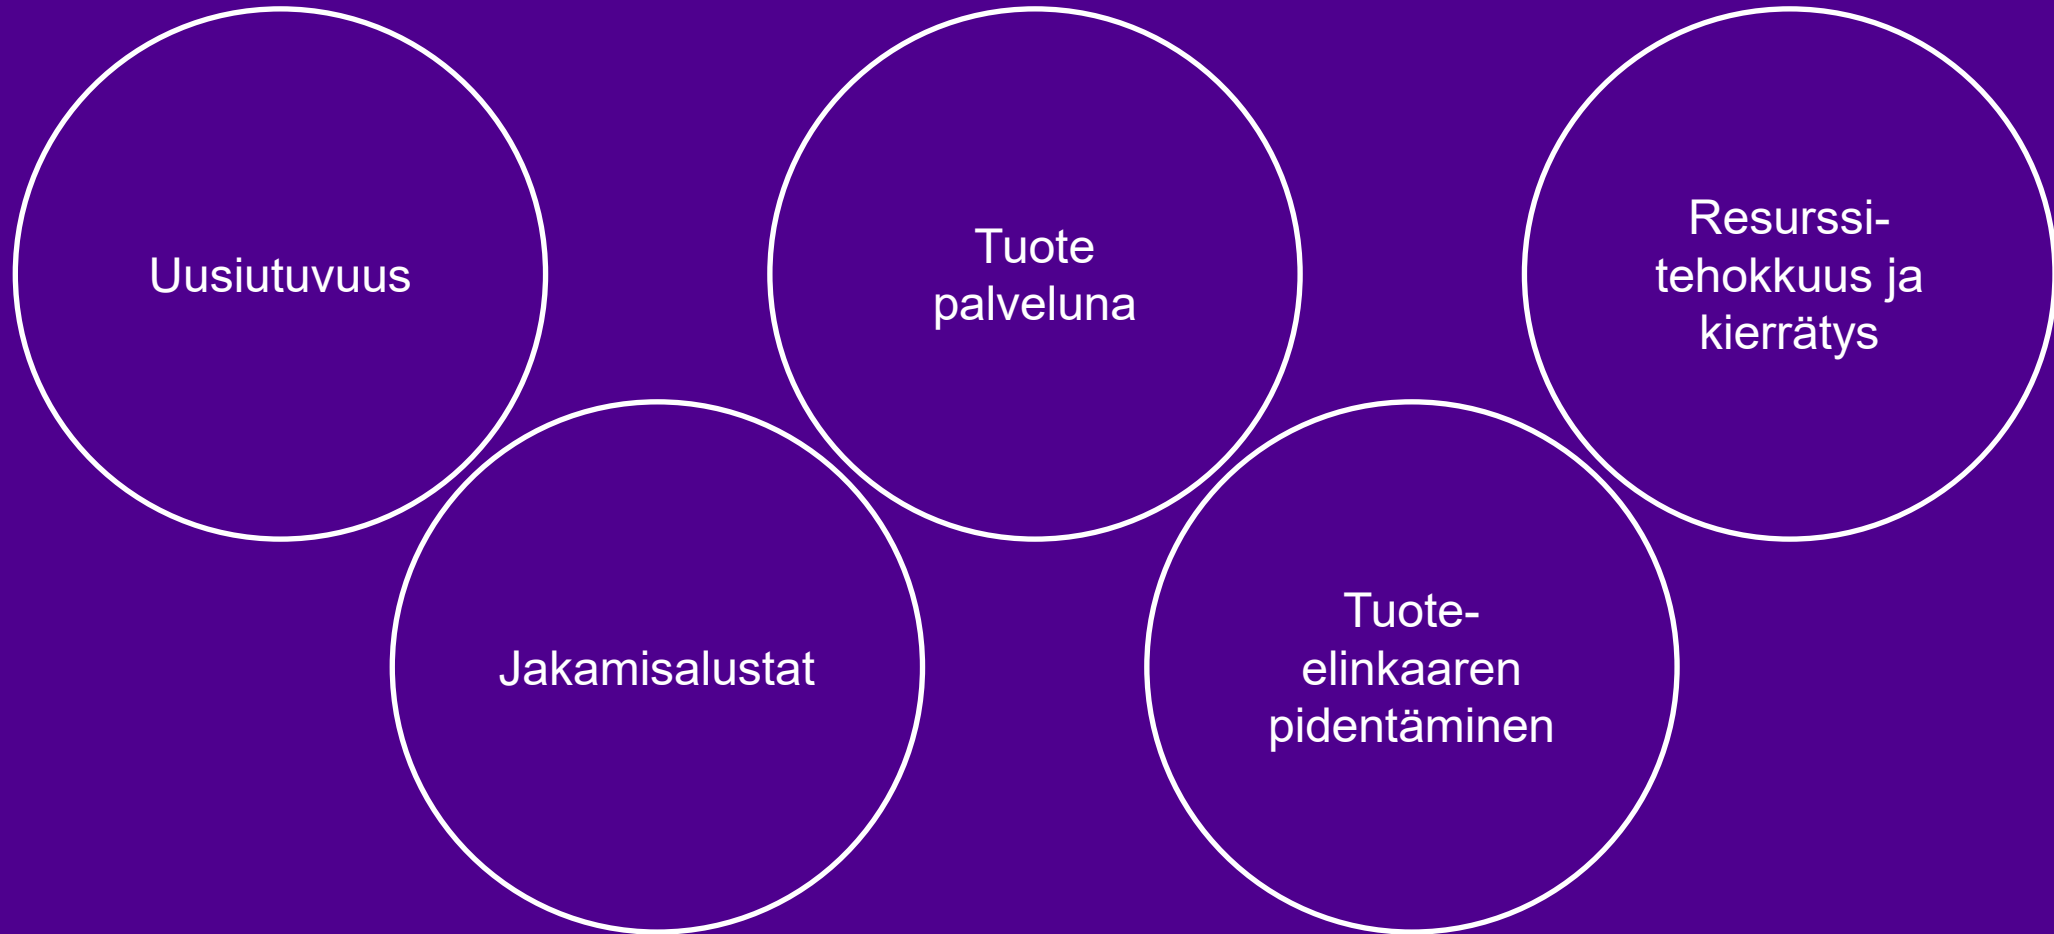 Uusiutuvuus
Jakamisalustat
Tuote
palveluna
Tuote-
elinkaaren
pidentäminen
Resurssi-
tehokkuus ja
kierrätys